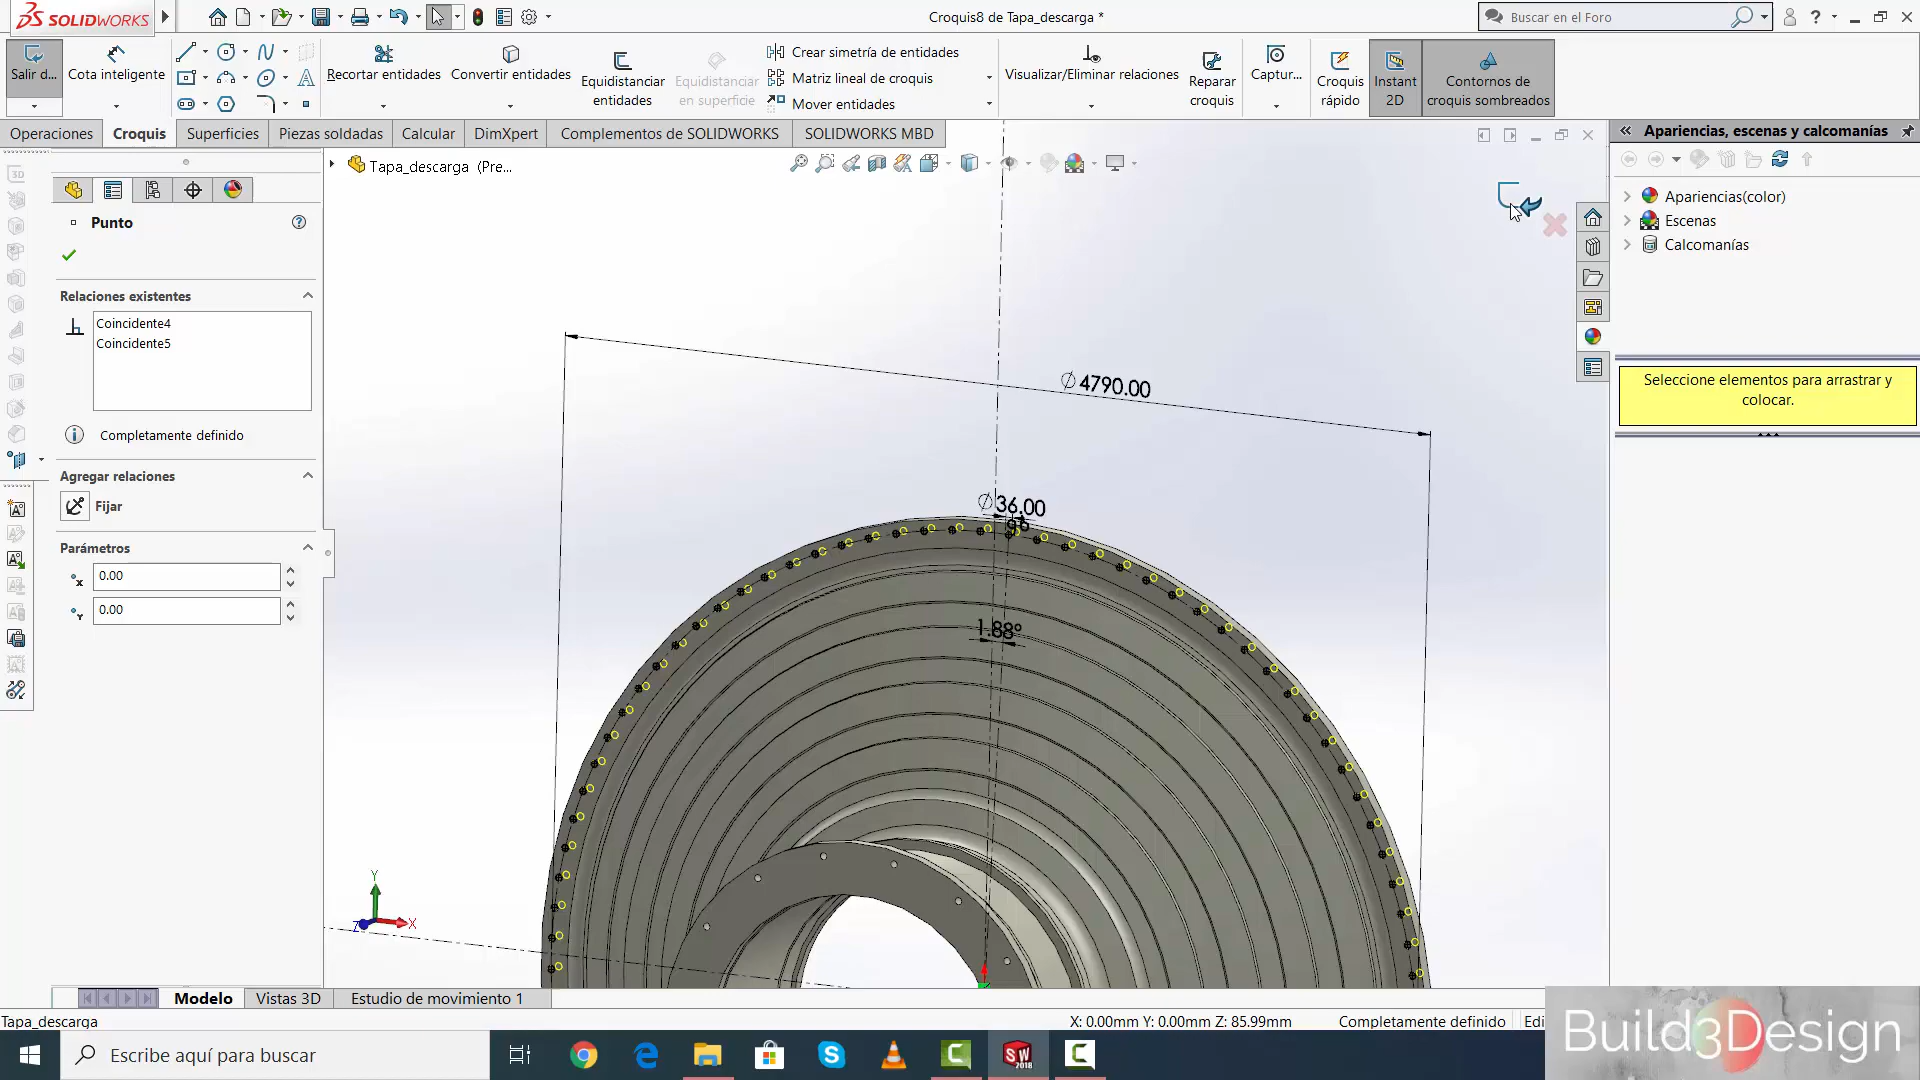 SOLIDWORKS
Croquis8 de Tapa_descarga *
Buscar en el Foro
Salir d...
Cota inteligente
Recortar entidades
Convertir entidades
Equidistanciar
entidades
Equidistanciar
en superficie
Crear simetría de entidades
Matriz lineal de croquis
Mover entidades
Visualizar/Eliminar relaciones
Reparar
croquis
Captur...
Croquis
rápido
Instant
2D
Contornos de
croquis sombreados
Operaciones
Croquis
Superficies
Piezas soldadas
Calcular
DimXpert
Complementos de SOLIDWORKS
SOLIDWORKS MBD
Apariencias, escenas y calcomanías
Tapa_descarga (Pre...
Punto
Apariencias(color)
Escenas
Calcomanías
Relaciones existentes
Coincidente4
Coincidente5
Completamente definido
Agregar relaciones
Fijar
Parámetros
0.00
0.00
Seleccione elementos para arrastrar y
colocar.
∅4790.00
∅36.00
96
1.88°
Y
X
Z
Modelo
Vistas 3D
Estudio de movimiento 1
Tapa_descarga
X: 0.00mm Y: 0.00mm Z: 85.99mm
Completamente definido
Edi
Escribe aquí para buscar
Build3Design